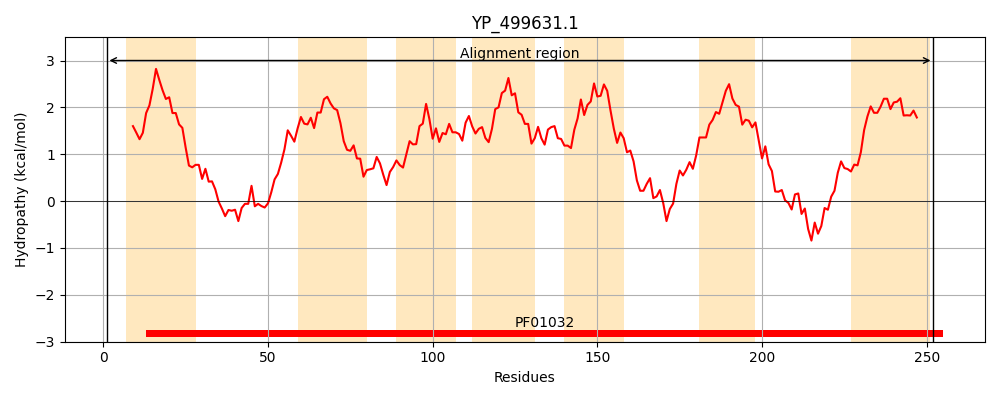 YP_499631.1
Alignment region
3
2
1
0
−1
−2
−3
Hydropathy (kcal/mol)
PF01032
0
50
100
150
200
250
Residues